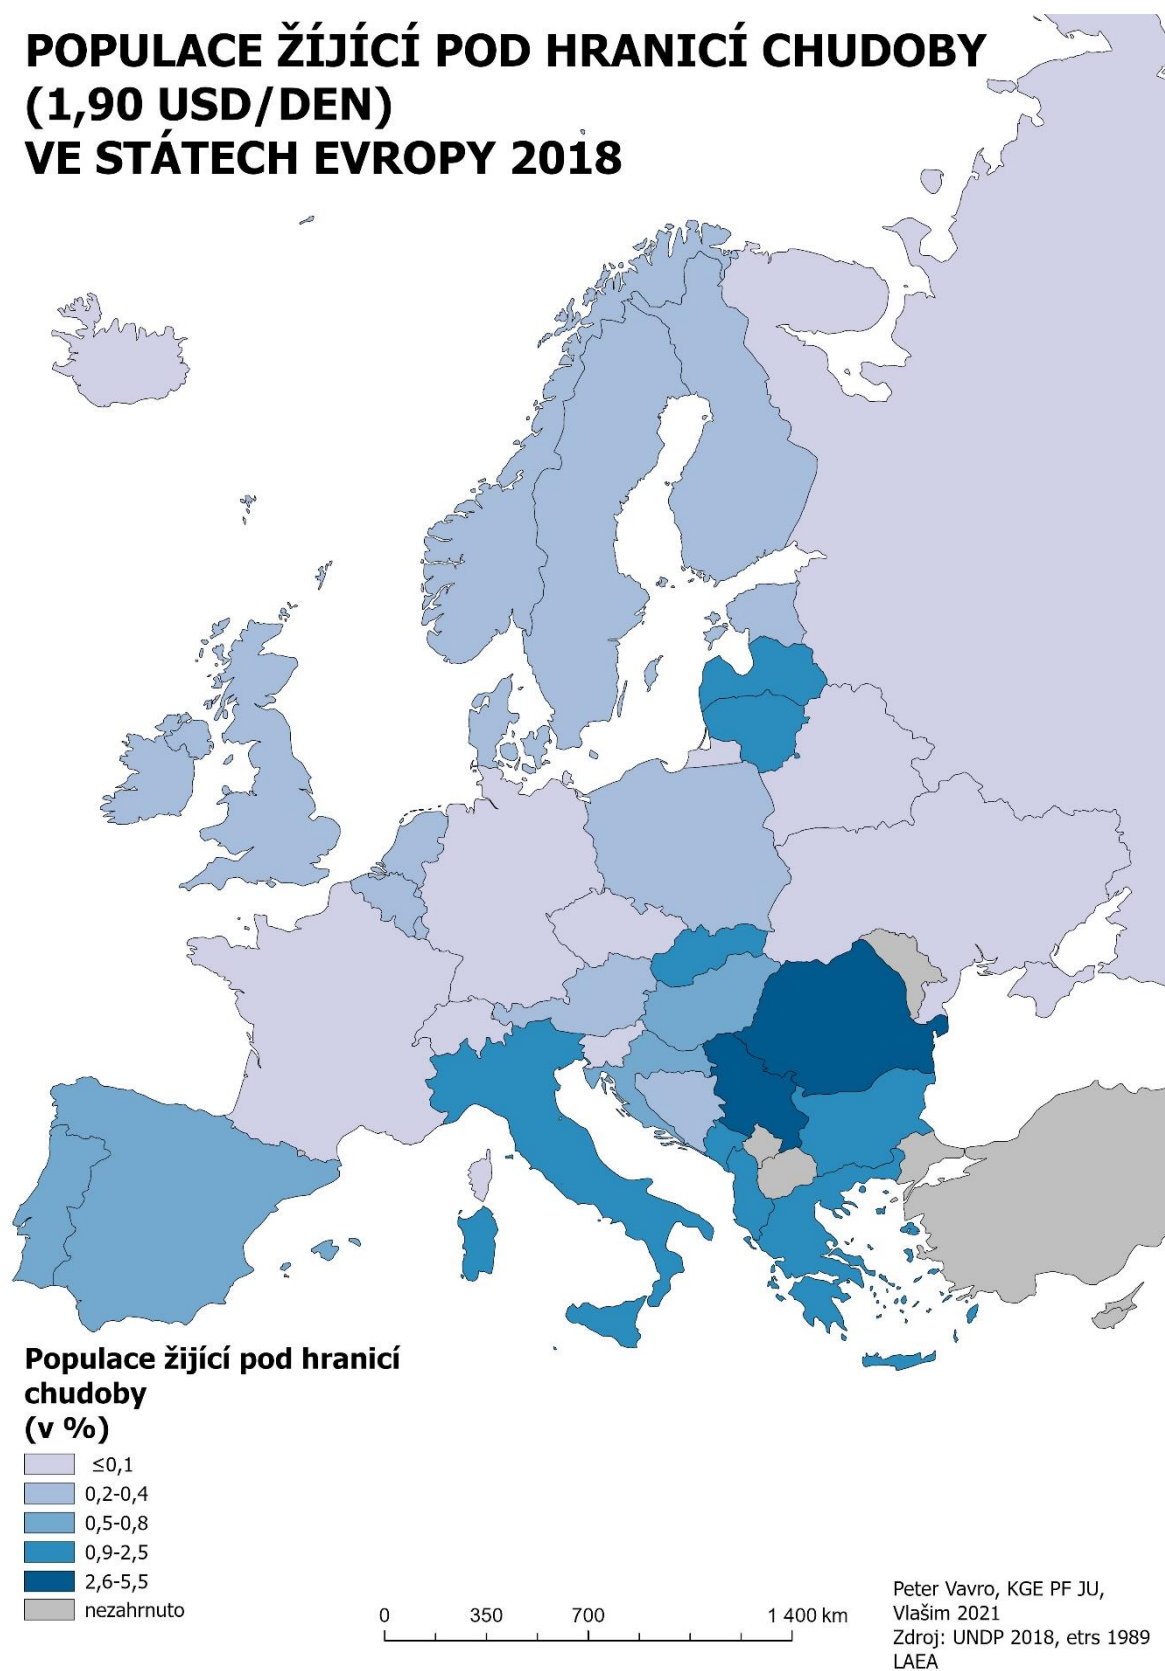 POPULACE ŽÍJÍCÍ POD HRANICÍ CHUDOBY
(1,90 USD/DEN)
VE STÁTECH EVROPY 2018
Populace žijící pod hranicí
chudoby
(v %)
≤0,1
0,2-0,4
0,5-0,8
0,9-2,5
2,6-5,5
nezahrnuto
0 350 700 1 400 km
Peter Vavro, KGE PF JU,
Vlašim 2021
Zdroj: UNDP 2018, etrs 1989
LAEA